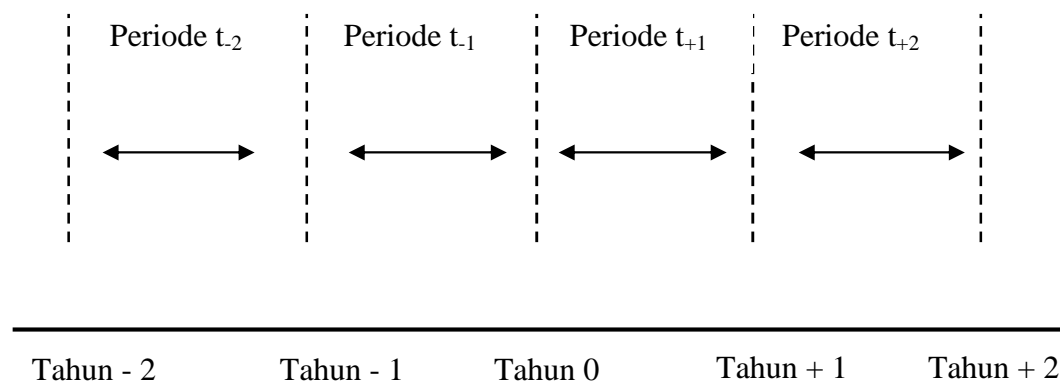 Periode t-2 Periode t-1 Periode t+1 Periode t+2
Tahun - 2 Tahun - 1 Tahun 0 Tahun + 1 Tahun + 2